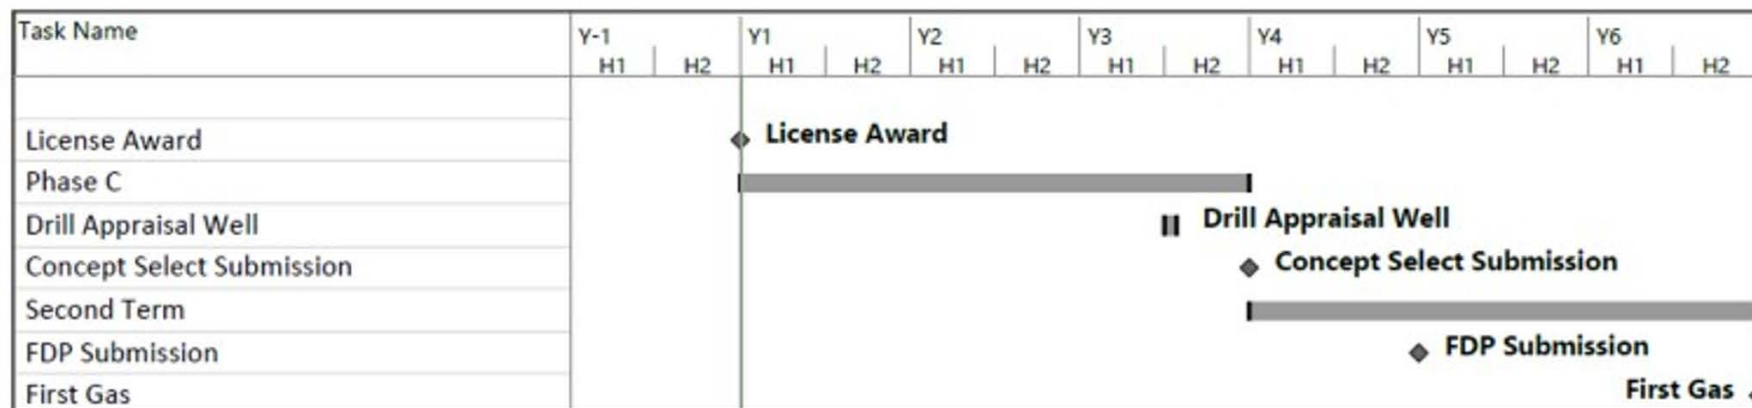 Task Name
Y-1 Y1 Y2 Y3 Y4 Y5 Y6
H1 H2 H1 H2 H1 H2 H1 H2 H1 H2 H1 H2 H1 H2
License Award License Award
Phase C
Drill Appraisal Well Drill Appraisal Well
Concept Select Submission Concept Select Submission
Second Term
FDP Submission FDP Submission
First Gas First Gas